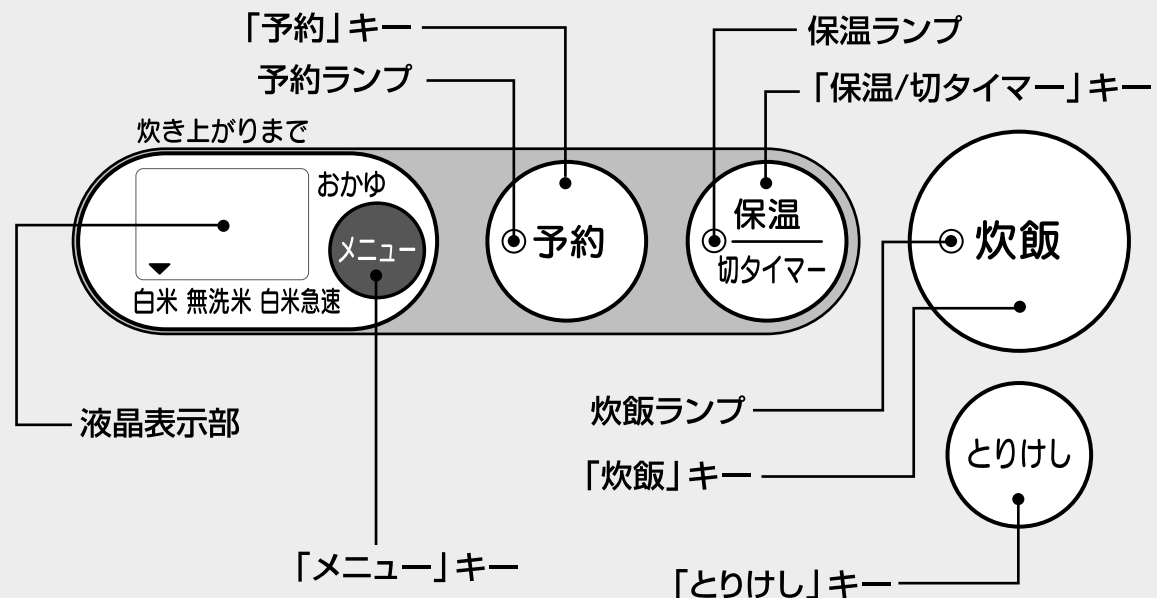 「予約」キー
保温ランプ
予約ランプ
「保温/切タイマー」キー
炊き上がりまで
おかゆ
メニュー
予約
保温
切タイマー
炊飯
白米 無洗米 白米急速
液晶表示部
炊飯ランプ
とりけし
「炊飯」キー
「メニュー」キー
「とりけし」キー